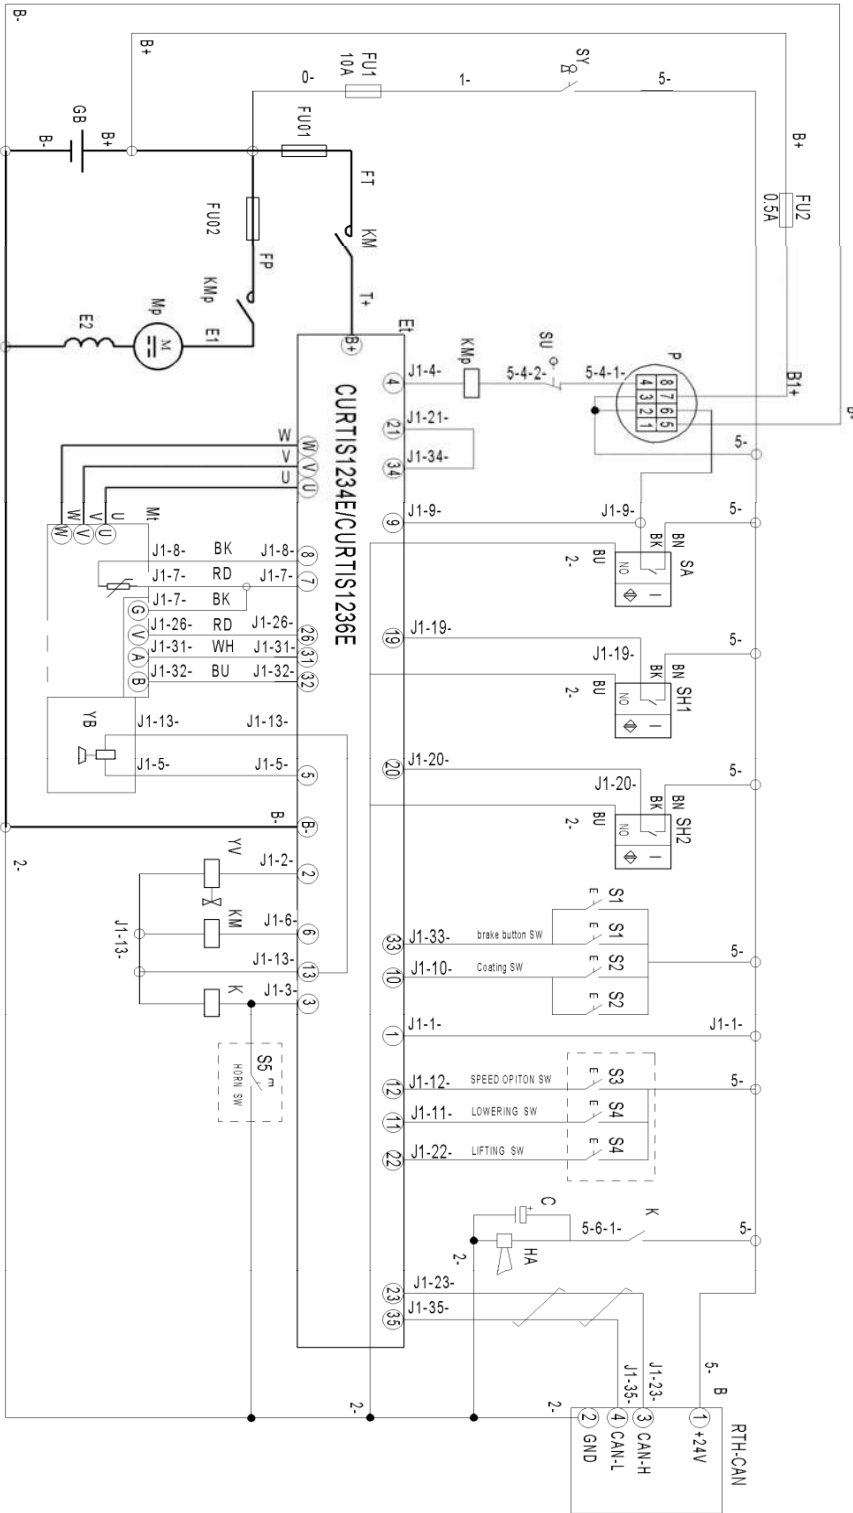 B-
B+
0-
FU1
10A
1-
SY
5-
GB
B-
B+
FU01
FT
KM
T+
FU02
FP
KMp
Mp
M
E1
E2
B+
FU2
0.5A
B1+
B-
Et
B+
CURTIS1234E/CURTIS1236E
4
J1-4-
KMp
5-4-2-
SU
5-4-1-
P
4 8
3 7
2 6
1 5
21
J1-21-
34
J1-34-
5-
9
J1-9-
J1-9-
5-
BK
BN
BU
2-
SA
NO
I
W
V
U
W
V
U
Mt
W
V
U
W
V
U
J1-8-
BK
J1-8-
8
J1-7-
RD
J1-7-
7
G
J1-7-
BK
V
J1-26-
RD
J1-26-
26
A
J1-31-
WH
J1-31-
31
B
J1-32-
BU
J1-32-
32
19
J1-19-
J1-19-
5-
BK
BN
BU
2-
SH1
NO
I
YB
J1-13-
J1-13-
J1-5-
J1-5-
5
20
J1-20-
J1-20-
5-
BK
BN
BU
2-
SH2
NO
I
B-
B-
2-
YV
J1-2-
2
KM
J1-6-
6
J1-13-
J1-13-
13
K
J1-3-
3
S5
E
HORN SW
E
S1
33
J1-33-
brake button SW
E
S1
5-
10
J1-10-
Coating SW
E
S2
E
S2
1
J1-1-
J1-1-
12
J1-12-
SPEED OPITON SW
E
S3
5-
11
J1-11-
LOWERING SW
E
S4
22
J1-22-
LIFTING SW
E
S4
C
+
2-
HA
5-6-1-
K
5-
23
J1-23-
35
J1-35-
J1-35-
J1-23-
5-
B
2-
2-
2
GND
4
CAN-L
3
CAN-H
1
+24V
RTH-CAN